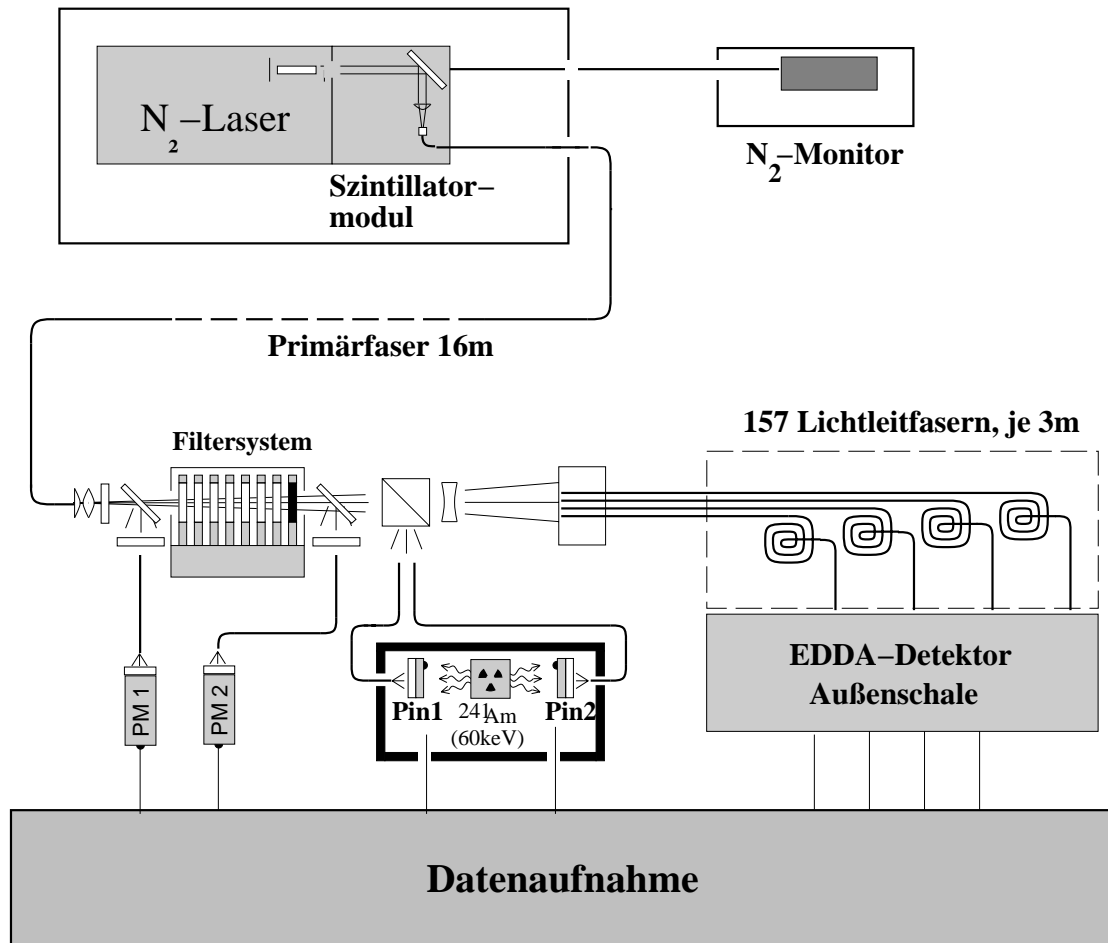 N₂–Laser
Szintillator–
modul
N₂–Monitor
Primärfaser 16m
157 Lichtleitfasern, je 3m
Filtersystem
EDDA–Detektor
Außenschale
PM 1
PM 2
Pin1
241Am
(60keV)
Pin2
Datenaufnahme